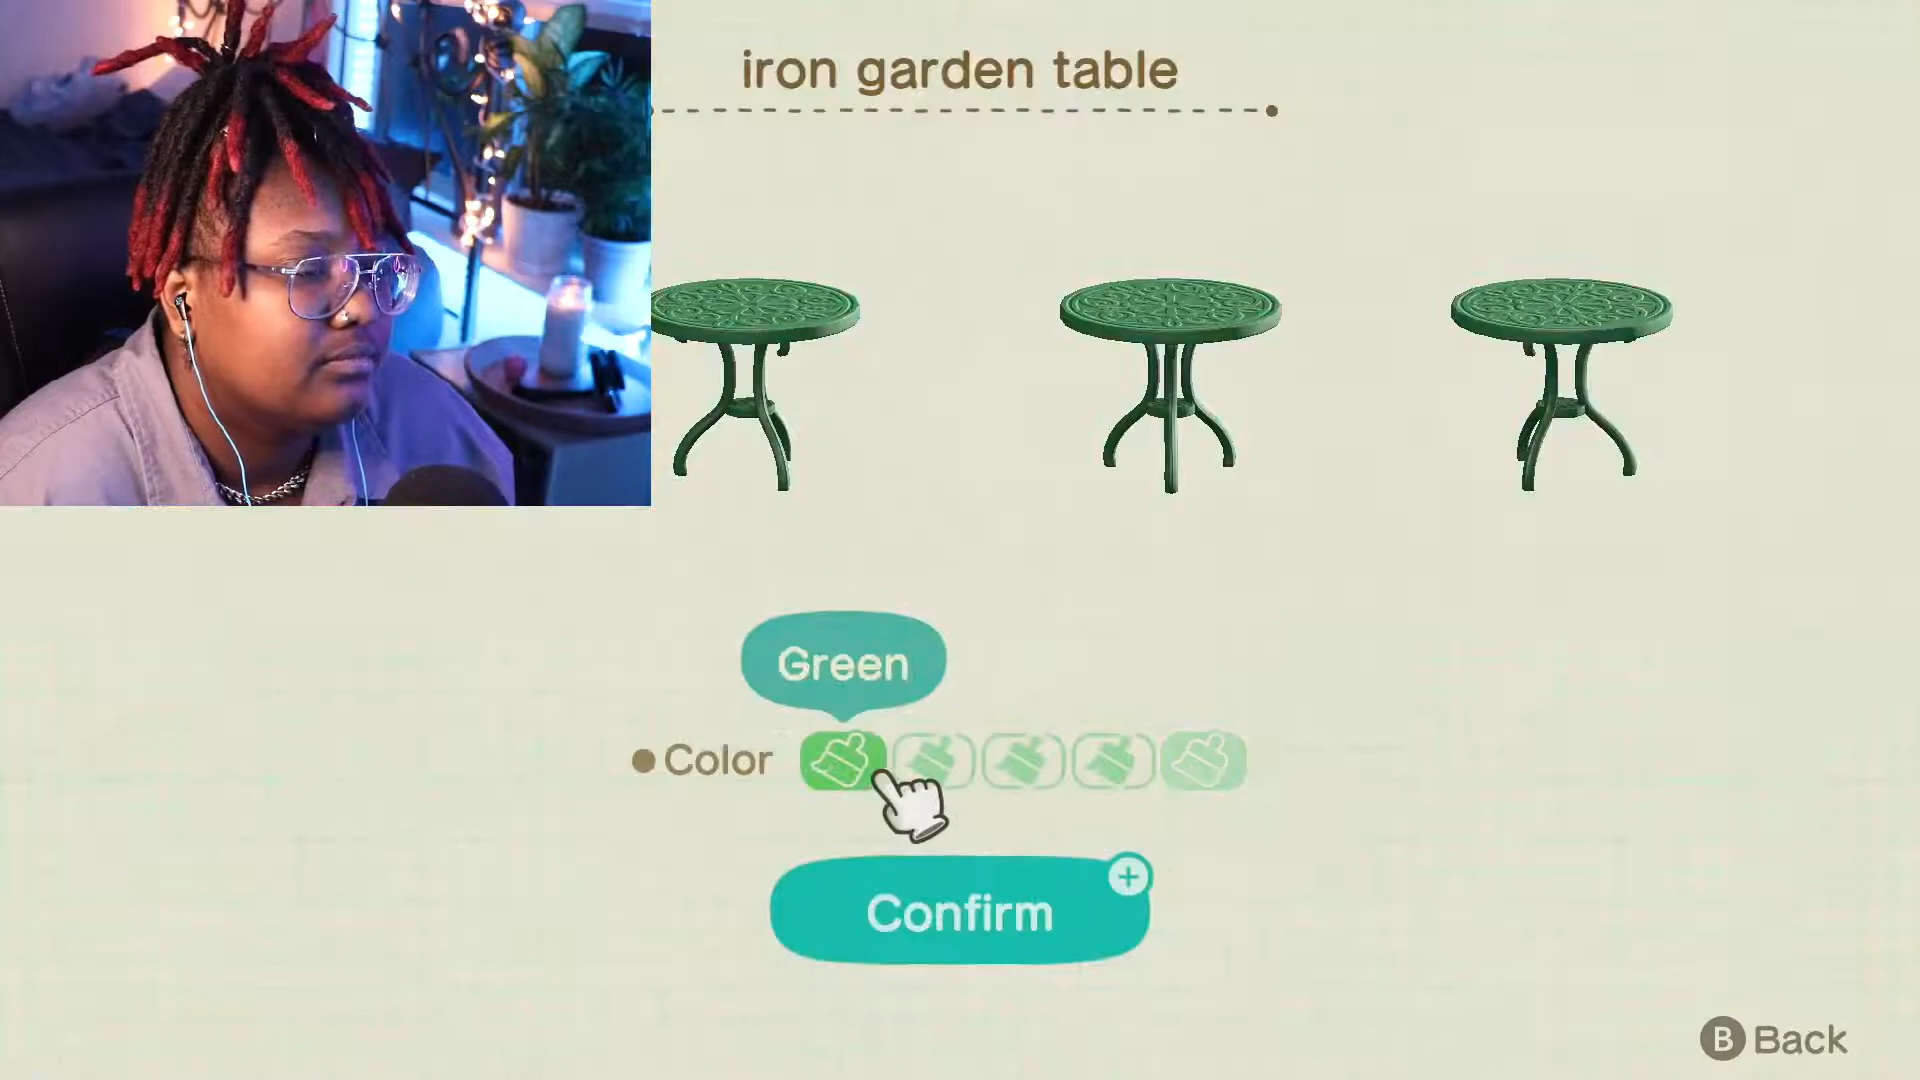 iron garden table
Green
Color
Confirm
B Back